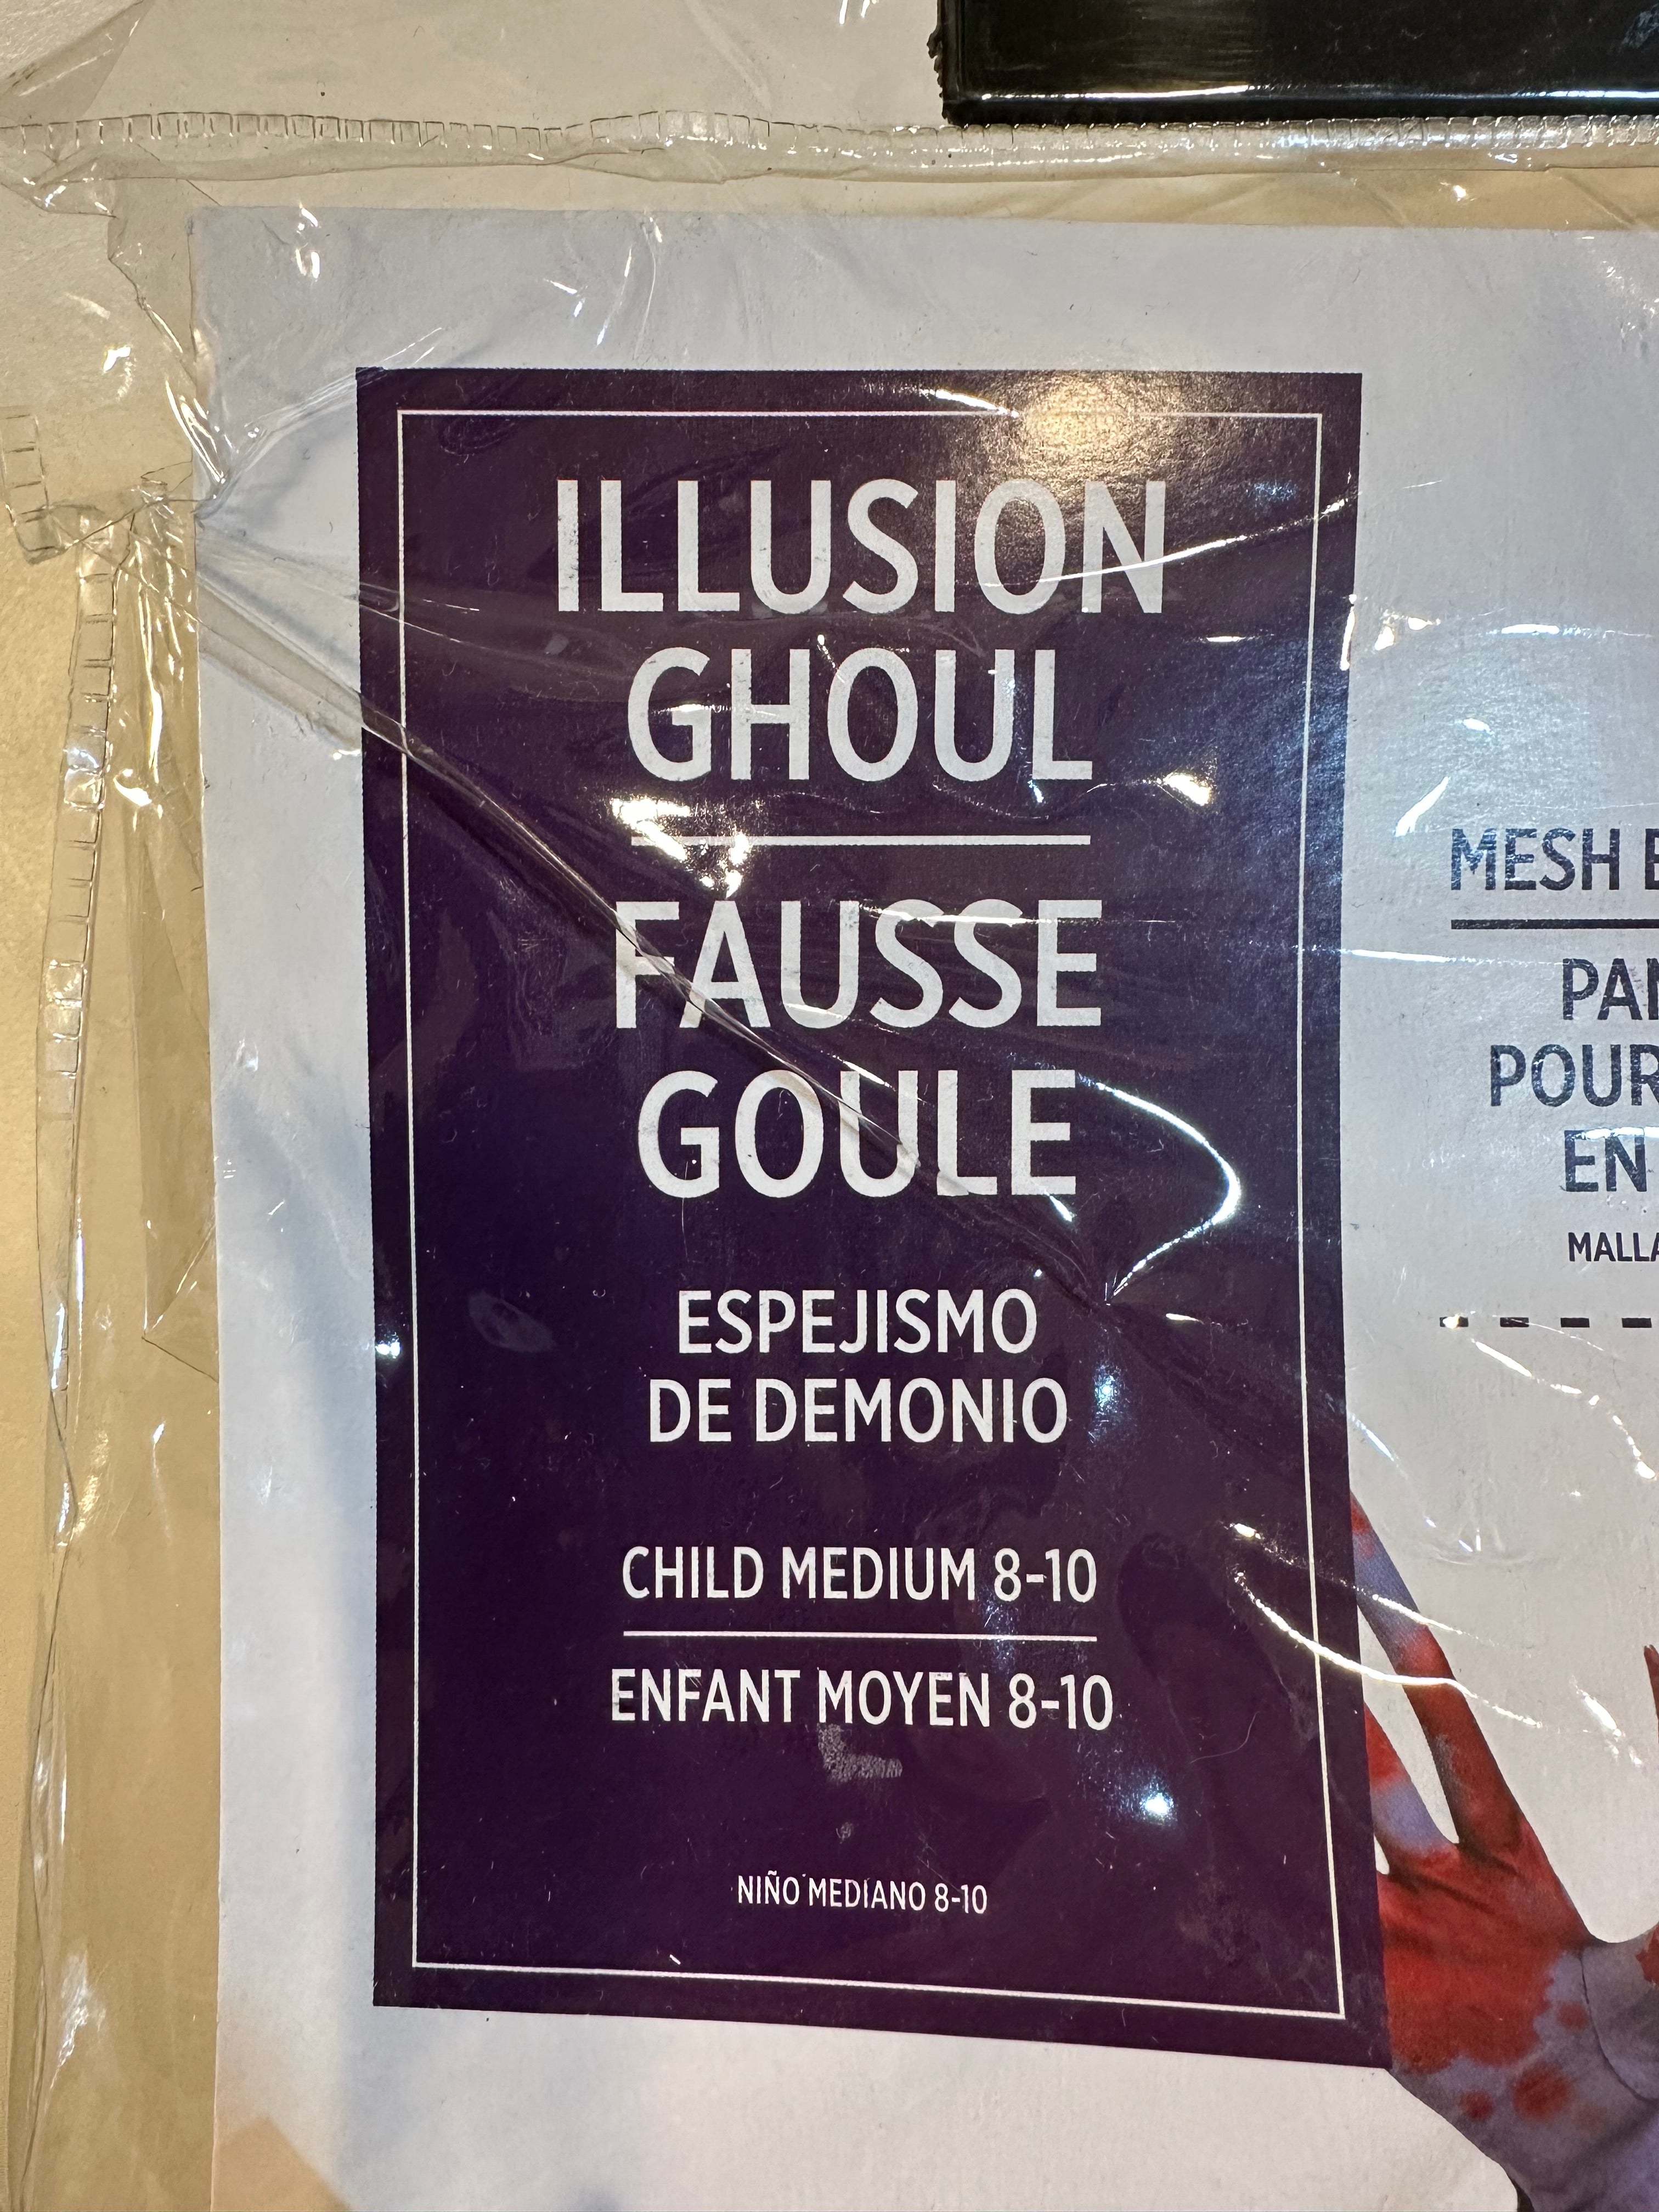 ILLUSION
GHOUL
FAUSSE
GOULE
ESPEJISMO
DE DEMONIO
CHILD MEDIUM 8-10
ENFANT MOYEN 8-10
NIÑO MEDIANO 8-10
MESH
POUR
EN